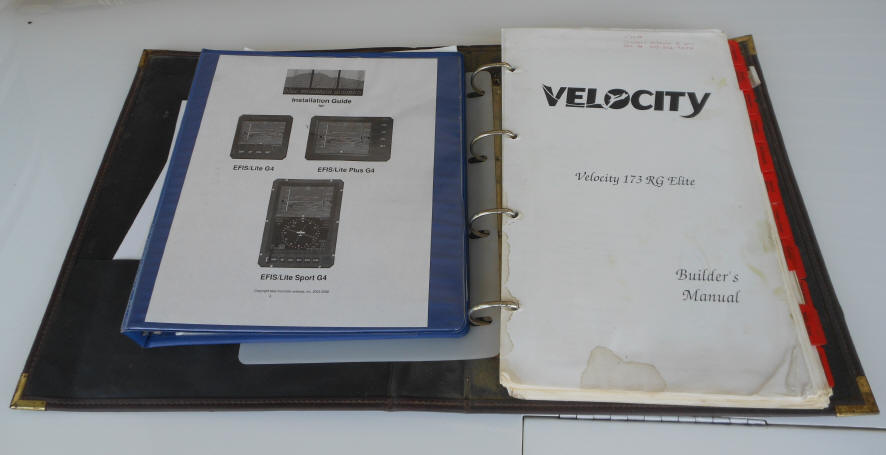 Installation Guide
for
EFIS/Lite G4
EFIS/Lite Plus G4
EFIS/Lite Sport G4
VELOCITY
Velocity 173 RG Elite
Builder's
Manual